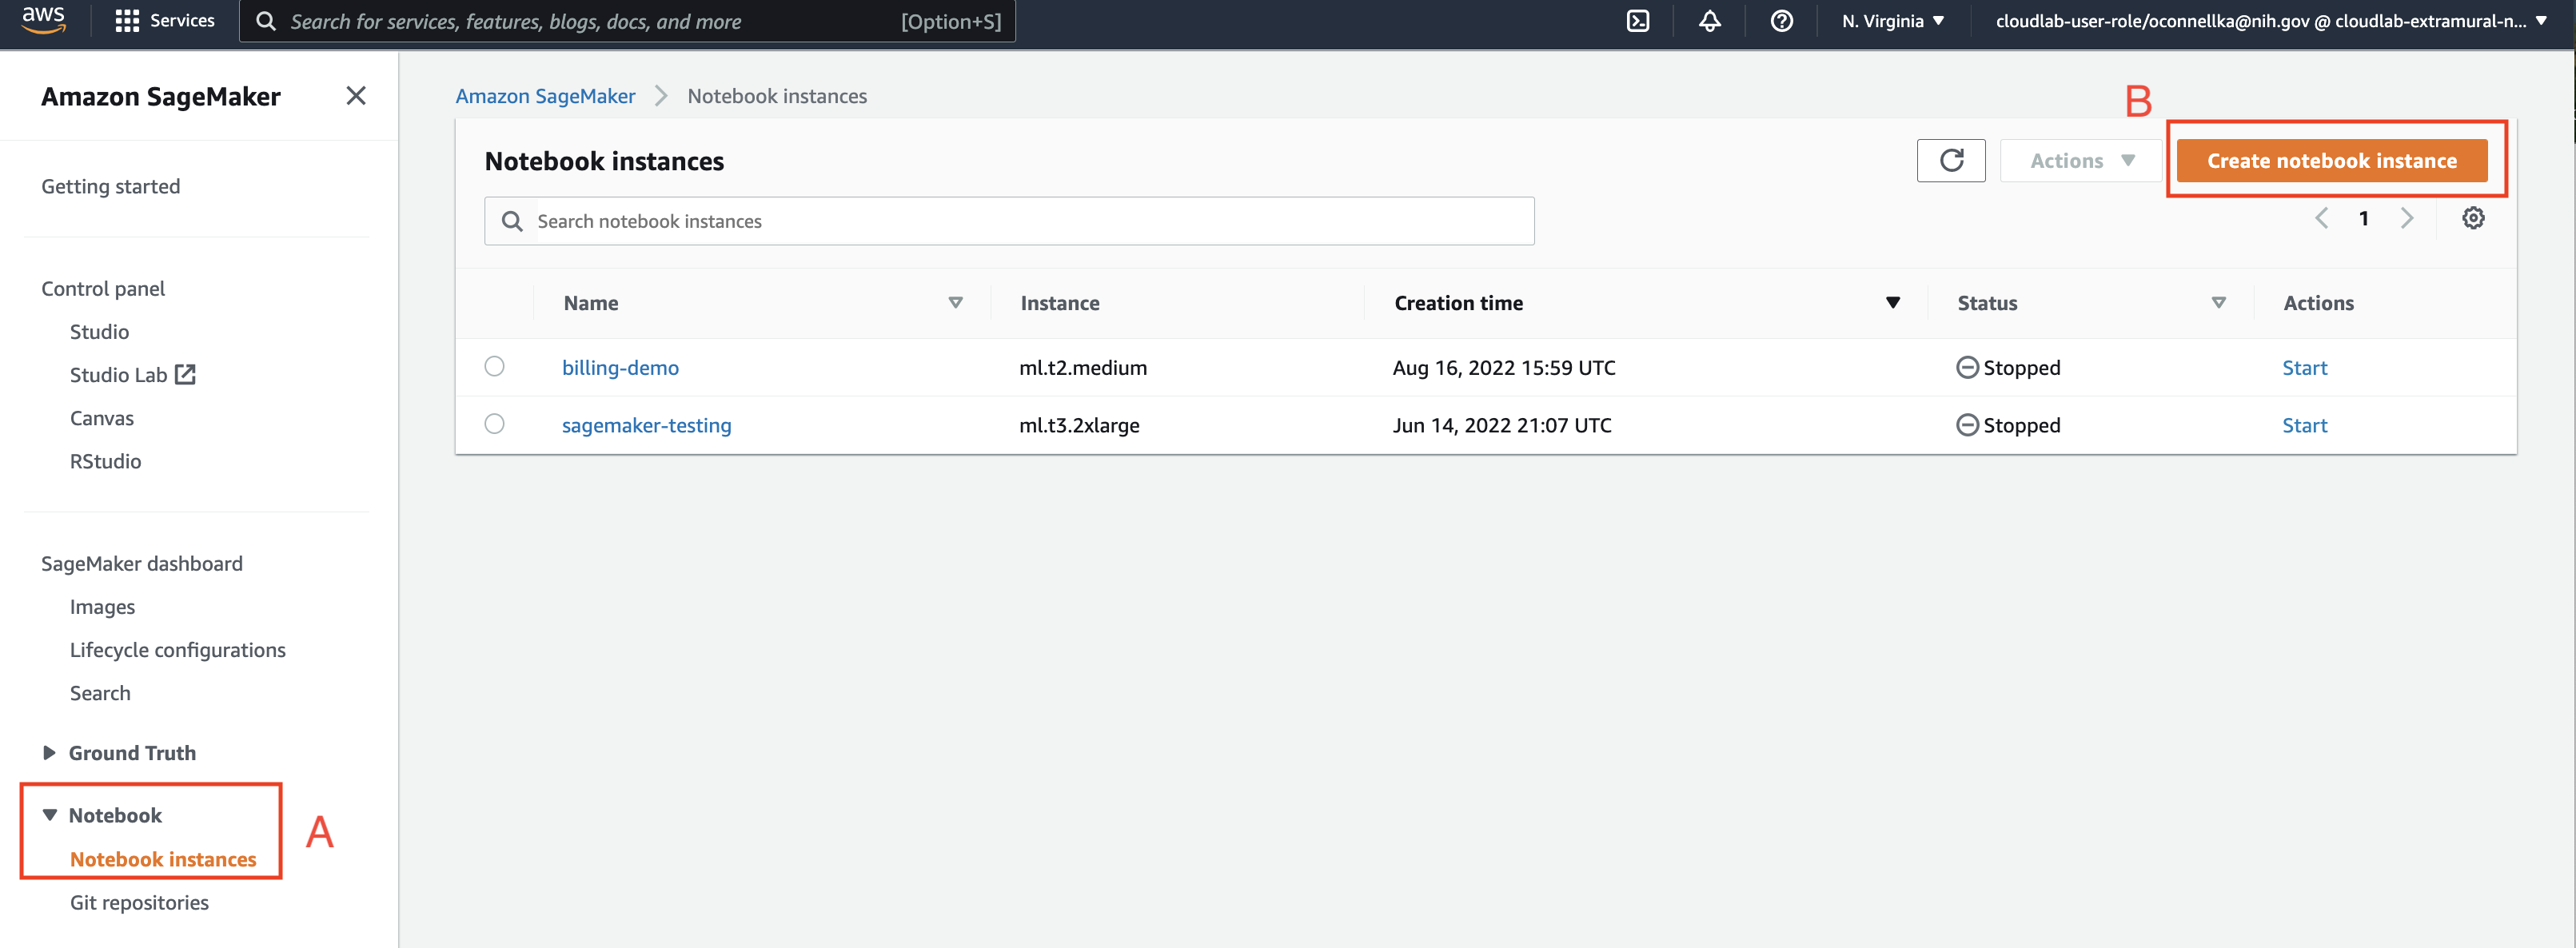 aws Services Search for services, features, blogs, docs, and more [Option+S] N. Virginia cloudlab-user-role/oconnellka@nih.gov @ cloudlab-extramural-n...
Amazon SageMaker
Getting started
Control panel
Studio
Studio Lab
Canvas
RStudio
SageMaker dashboard
Images
Lifecycle configurations
Search
Ground Truth
Notebook
A
Notebook instances
Git repositories
Amazon SageMaker Notebook instances
B
Notebook instances Actions Create notebook instance
Search notebook instances 1
Name Instance Creation time Status Actions
billing-demo ml.t2.medium Aug 16, 2022 15:59 UTC Stopped Start
sagemaker-testing ml.t3.2xlarge Jun 14, 2022 21:07 UTC Stopped Start